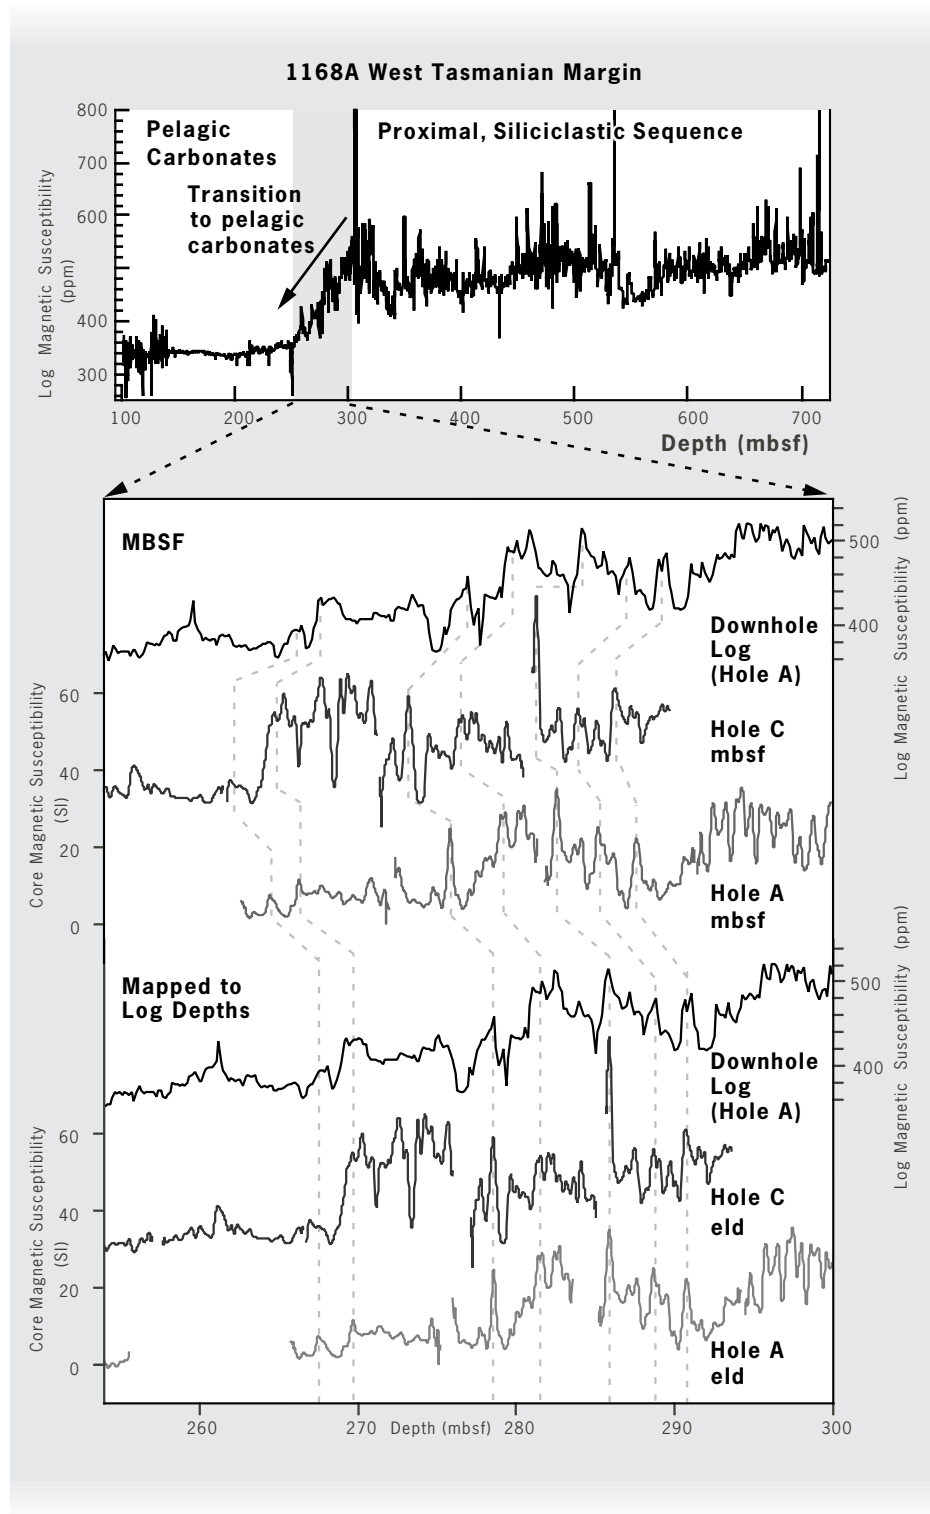 1168A West Tasmanian Margin
800
700
600
400
300
Log Magnetic Susceptibility
(ppm)
Pelagic
Carbonates
Transition
to pelagic
carbonates
Proximal, Siliciclastic Sequence
100 200 300 400 500 600 700
Depth (mbsf)
MBSF
500
400
Log Magnetic Susceptibility (ppm)
Downhole
Log
(Hole A)
60
40
20
0
Core Magnetic Susceptibility
(SI)
Hole C
mbsf
Hole A
mbsf
Mapped to
Log Depths
500
400
Log Magnetic Susceptibility (ppm)
Downhole
Log
(Hole A)
60
40
20
0
Core Magnetic Susceptibility
(SI)
Hole C
eld
Hole A
eld
260 270 Depth (mbsf) 280 290 300